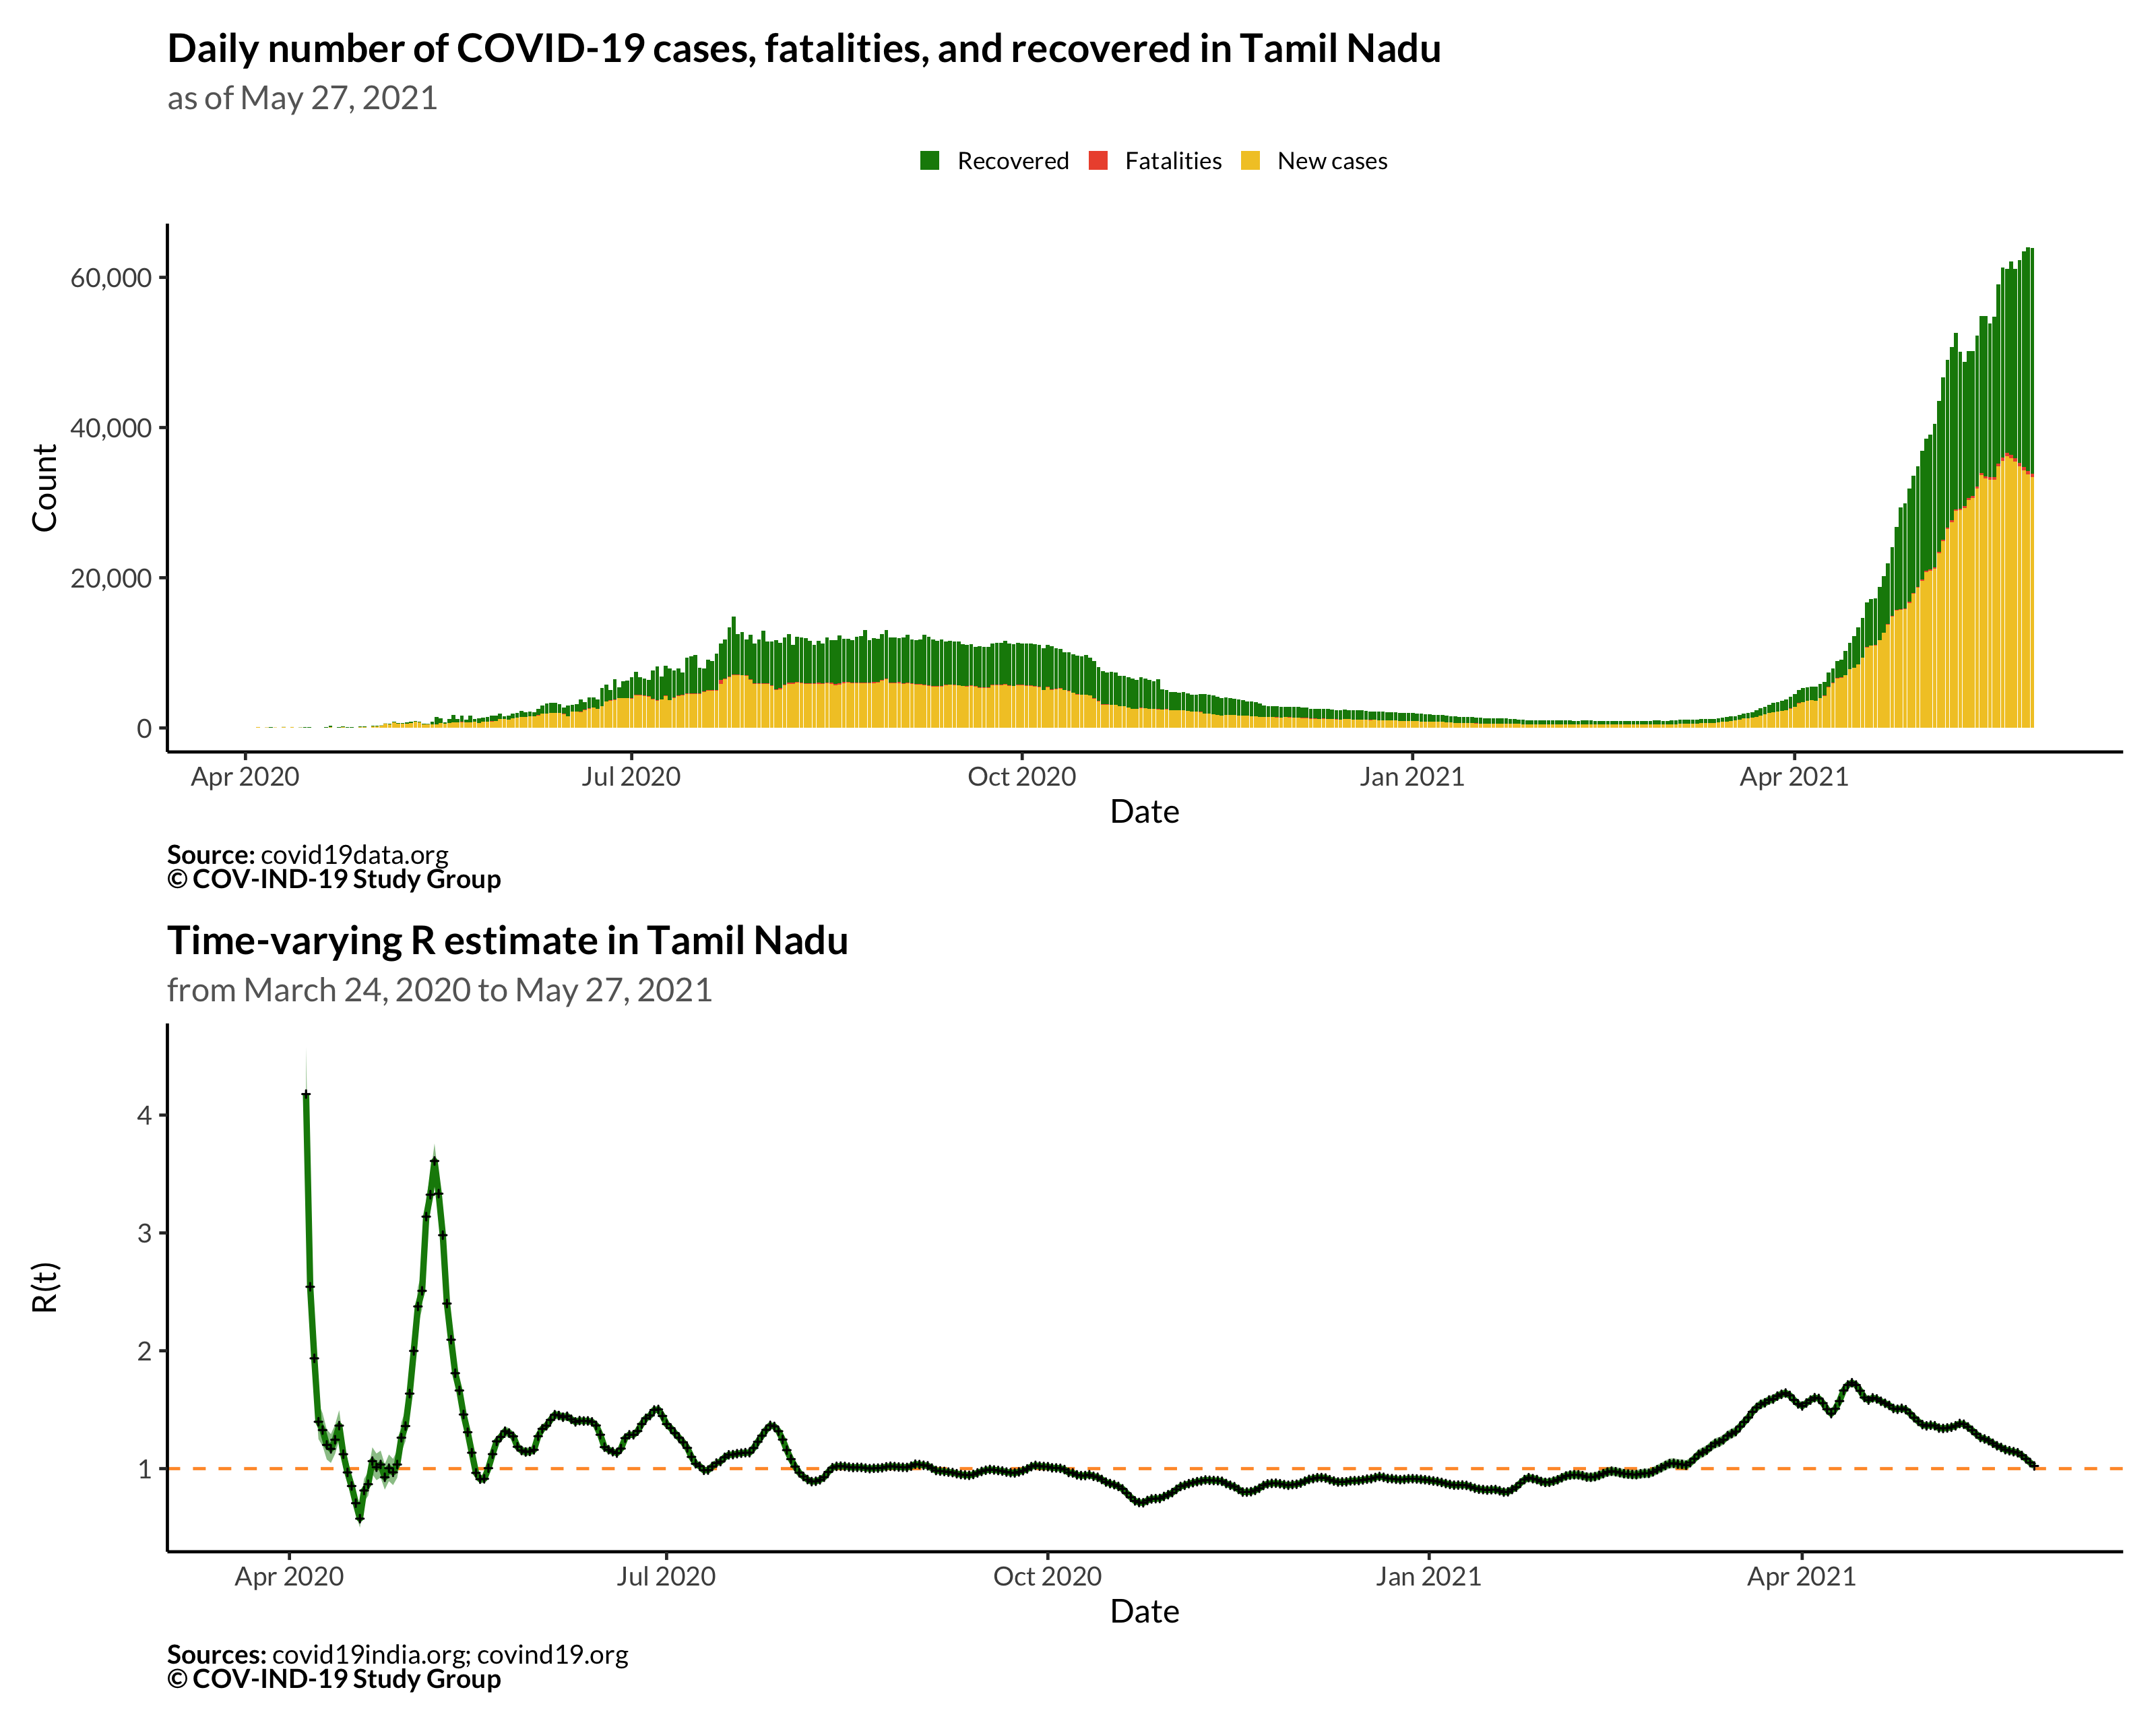 Daily number of COVID-19 cases, fatalities, and recovered in Tamil Nadu
as of May 27, 2021
Recovered Fatalities New cases
60,000
40,000
20,000
0
Count
Apr 2020 Jul 2020 Oct 2020 Jan 2021 Apr 2021
Date
Source: covid19data.org
© COV-IND-19 Study Group
Time-varying R estimate in Tamil Nadu
from March 24, 2020 to May 27, 2021
4
3
2
1
R(t)
Apr 2020 Jul 2020 Oct 2020 Jan 2021 Apr 2021
Date
Sources: covid19india.org; covind19.org
© COV-IND-19 Study Group